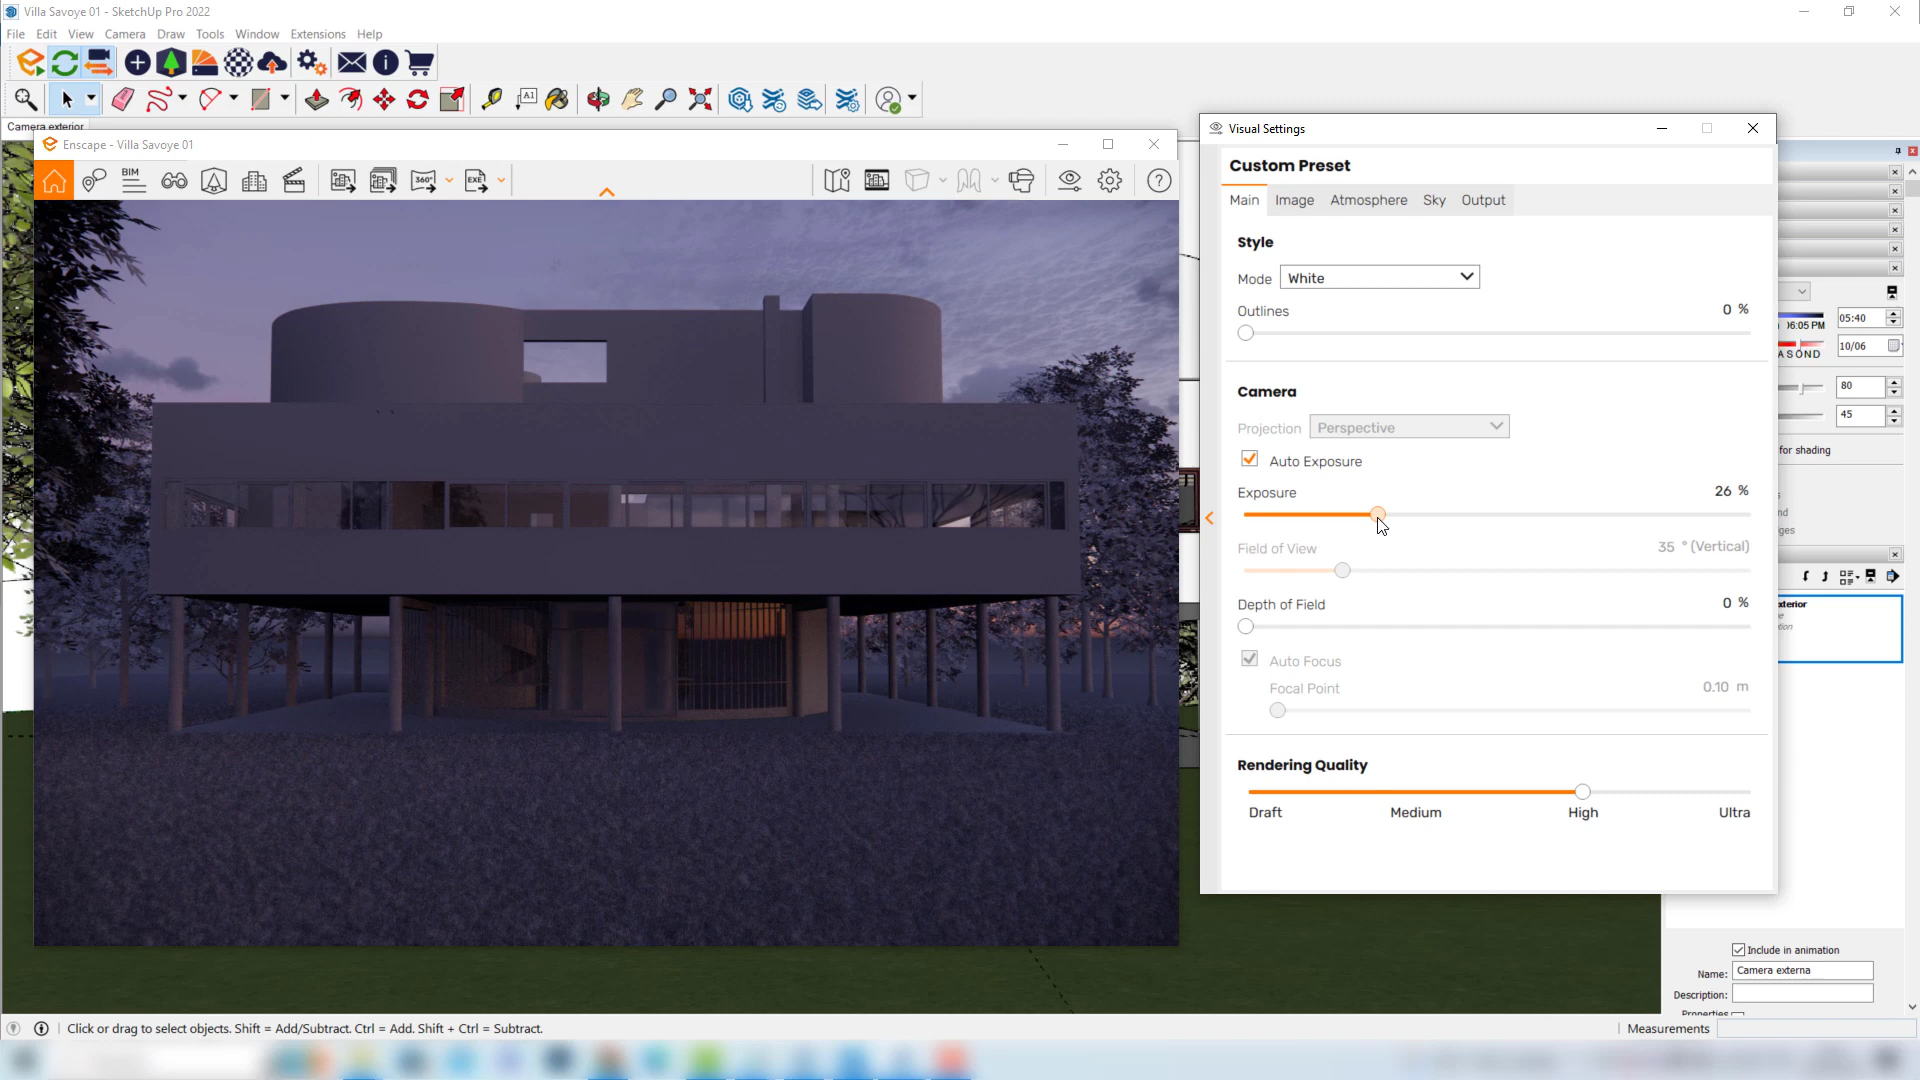 Villa Savoye 01 - SketchUp Pro 2022
File Edit View Camera Draw Tools Window Extensions Help
A1
Camera exterior
Enscape - Villa Savoye 01
BIM
360°
EXE
Visual Settings
Custom Preset
Main Image Atmosphere Sky Output
Style
Mode White
Outlines 0 %
Camera
Projection Perspective
Auto Exposure
Exposure 26 %
Field of View 35 ° (Vertical)
Depth of Field 0 %
Auto Focus
Focal Point 0.10 m
Rendering Quality
Draft Medium High Ultra
06:05 PM 05:40
ASOND 10/06
80
45
for shading
Include in animation
Name: Camera externa
Description:
Properties
Click or drag to select objects. Shift = Add/Subtract. Ctrl = Add. Shift + Ctrl = Subtract.
Measurements